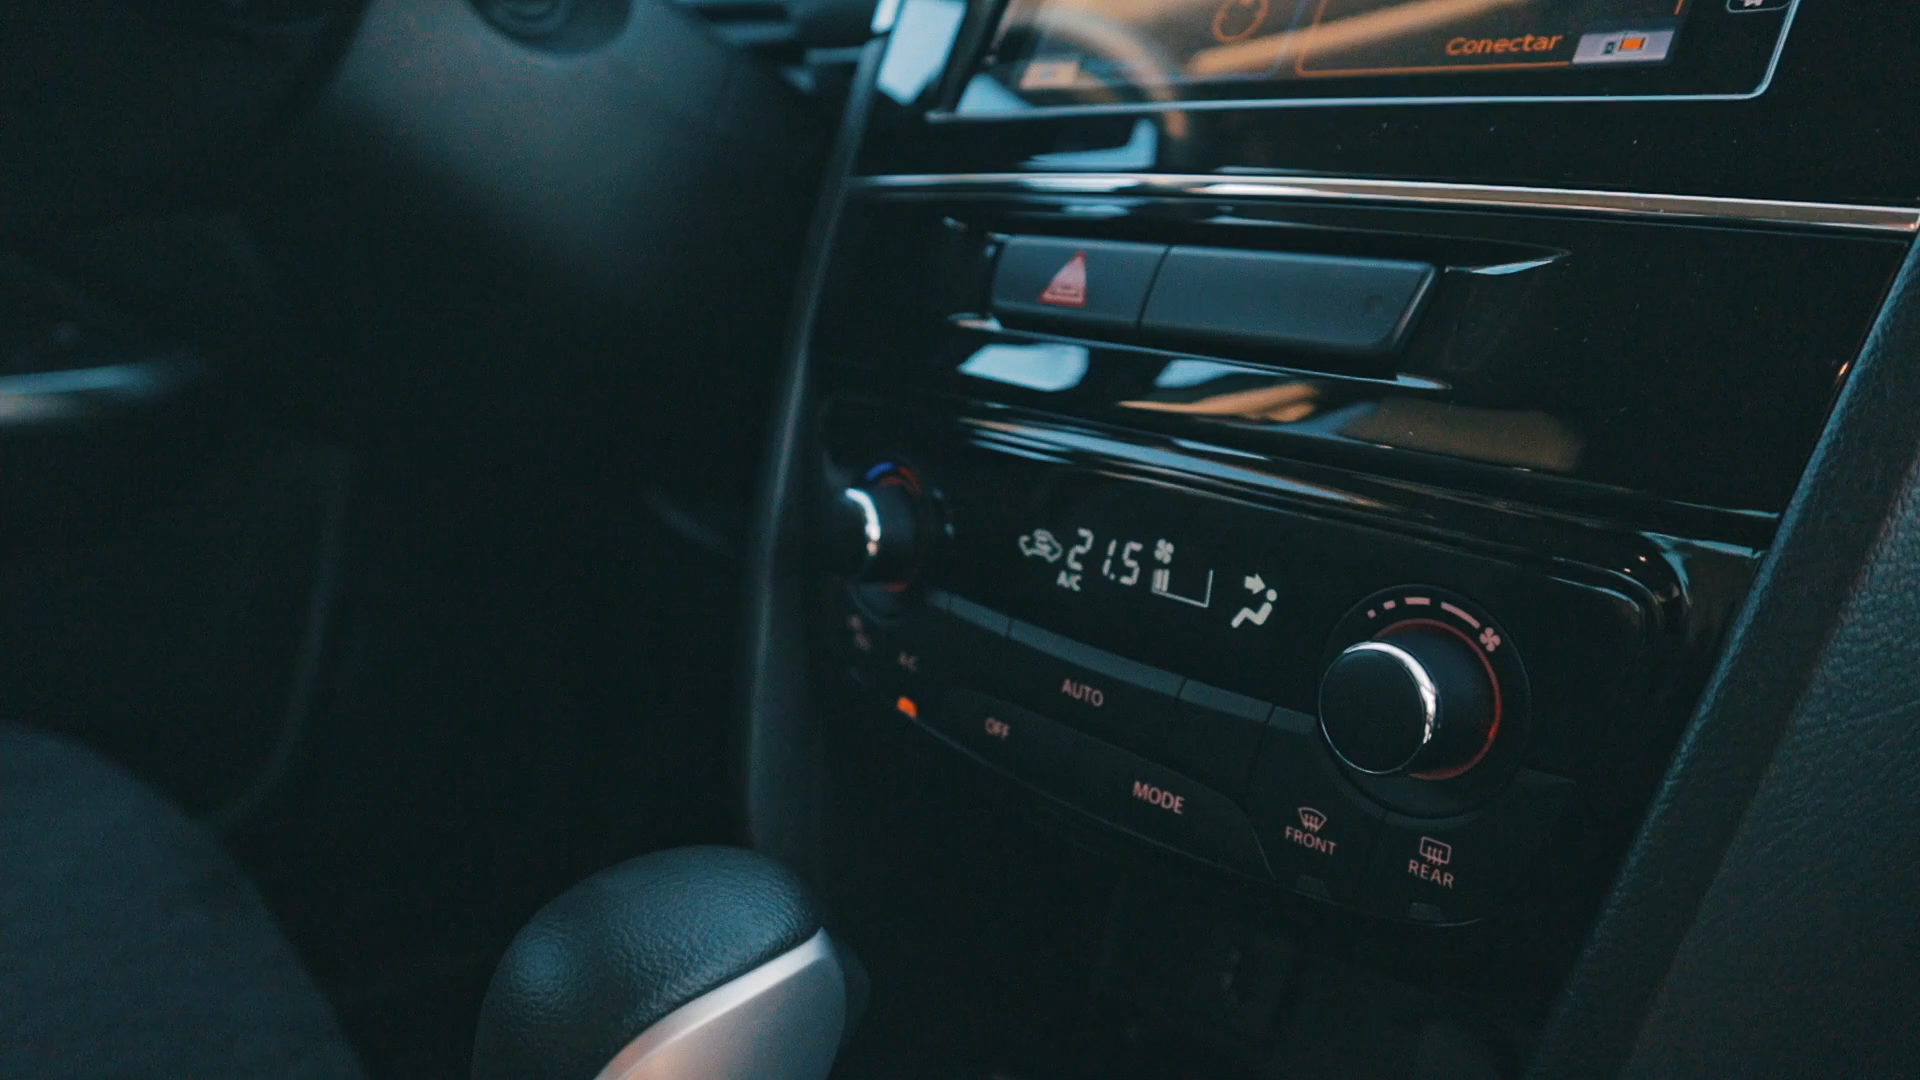 Conectar
21.5
A/C
A/C
AUTO
OFF
MODE
FRONT
REAR